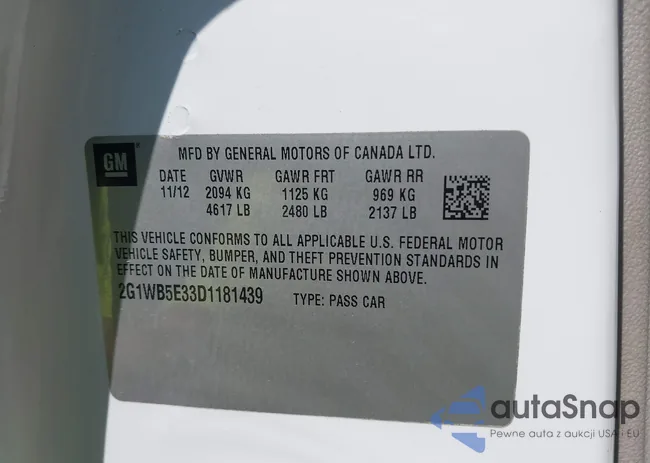 GM
MFD BY GENERAL MOTORS OF CANADA LTD.
DATE GVWR GAWR FRT GAWR RR
11/12 2094 KG 1125 KG 969 KG
4617 LB 2480 LB 2137 LB
THIS VEHICLE CONFORMS TO ALL APPLICABLE U.S. FEDERAL MOTOR
VEHICLE SAFETY, BUMPER, AND THEFT PREVENTION STANDARDS IN
EFFECT ON THE DATE OF MANUFACTURE SHOWN ABOVE.
2G1WB5E33D1181439 TYPE: PASS CAR
autaSnap
Pewne auta z aukcji USA · EU